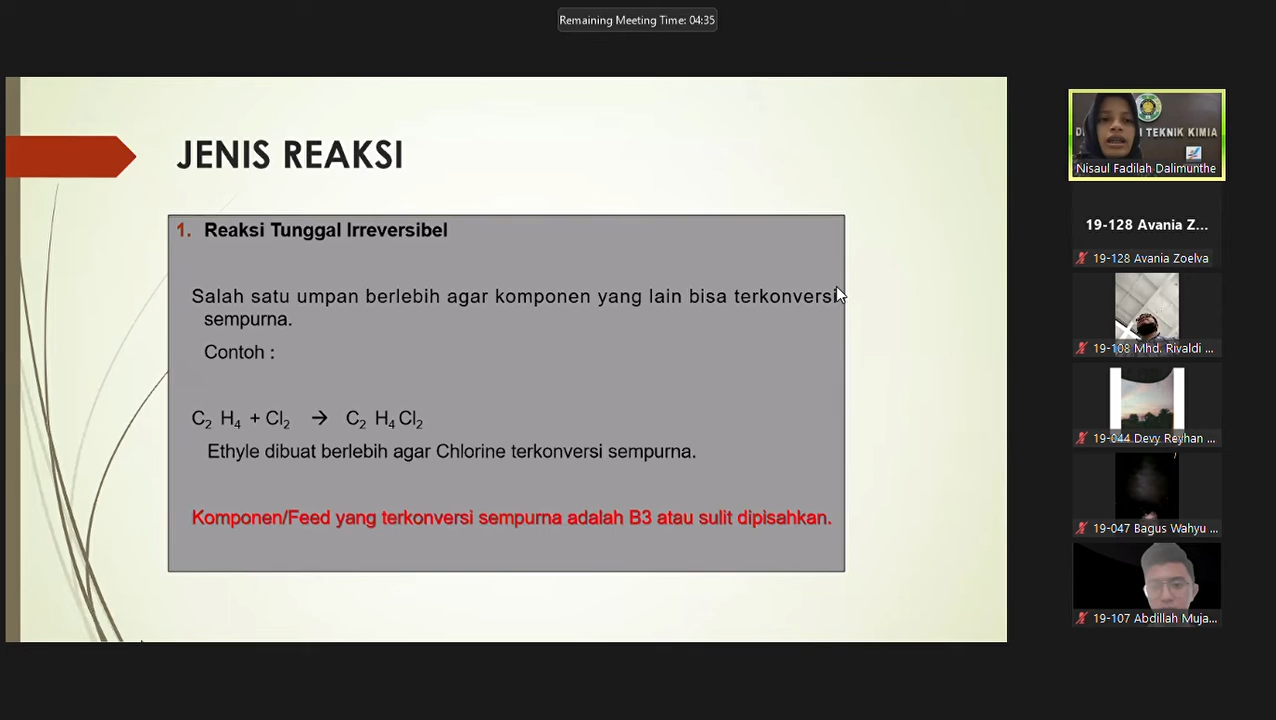 Remaining Meeting Time: 04:35
JENIS REAKSI
1. Reaksi Tunggal Irreversibel
Salah satu umpan berlebih agar komponen yang lain bisa terkonversi
sempurna.
Contoh :
C₂ H₄ + Cl₂ → C₂ H₄ Cl₂
Ethyle dibuat berlebih agar Chlorine terkonversi sempurna.
Komponen/Feed yang terkonversi sempurna adalah B3 atau sulit dipisahkan.
TEKNIK KIMIA
Nisaul Fadilah Dalimunthe
19-128 Avania Z...
19-128 Avania Zoelva
19-108 Mhd. Rivaldi ...
19-044 Devy Reyhan ...
19-047 Bagus Wahyu ...
19-107 Abdillah Muja...